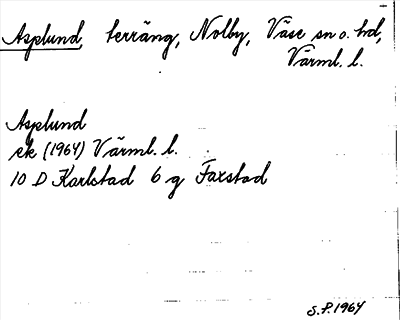 Asplund, terräng, Nolby, Väse sn o. hd,
Värml. l.
Asplund
ek (1964) Värml. l.
10 D Karlstad 6 g Faxstad
S.P. 1964